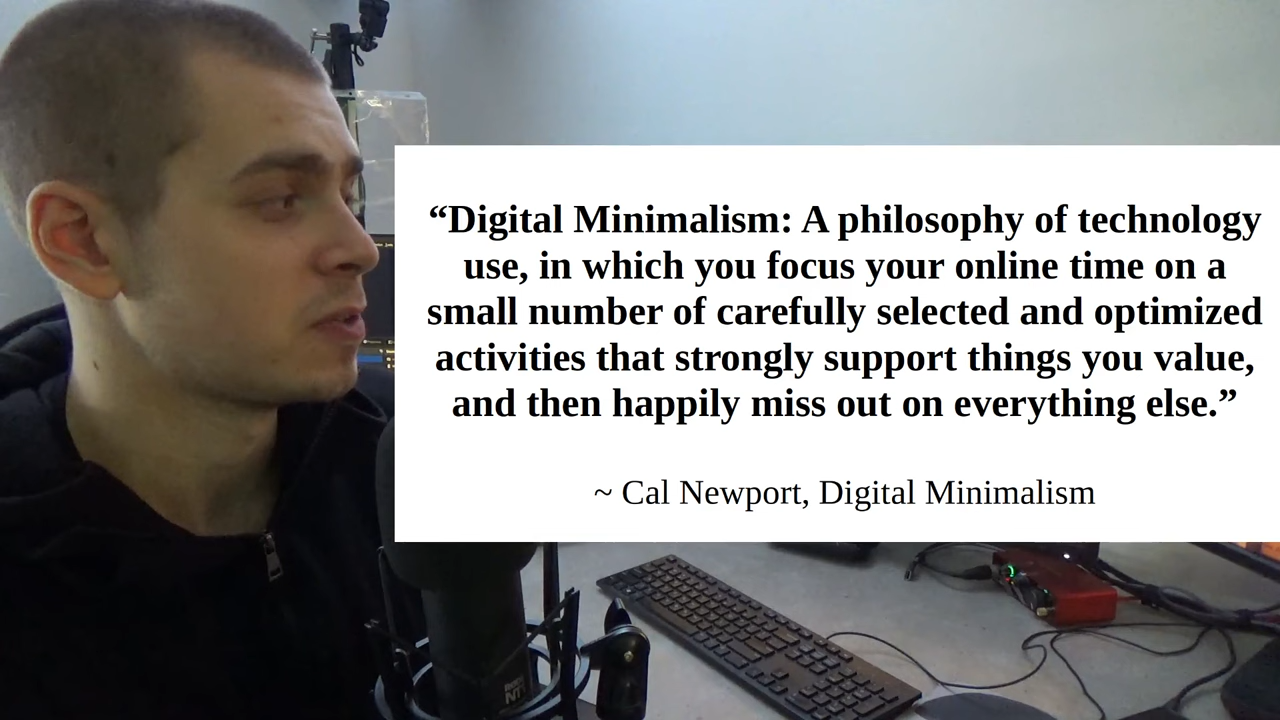 “Digital Minimalism: A philosophy of technology
use, in which you focus your online time on a
small number of carefully selected and optimized
activities that strongly support things you value,
and then happily miss out on everything else.”
~ Cal Newport, Digital Minimalism
NT